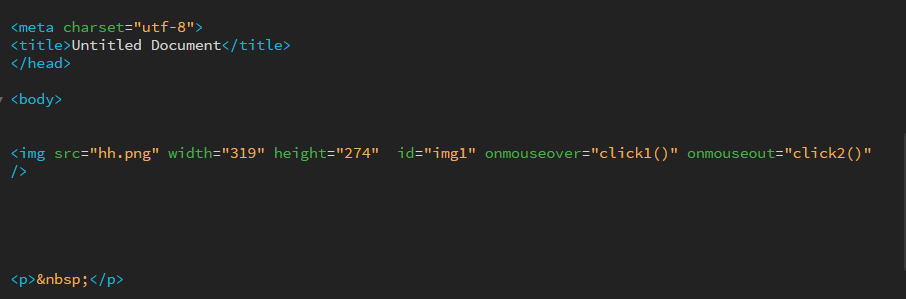 <meta charset="utf-8">
<title>Untitled Document</title>
</head>
<body>
<img src="hh.png" width="319" height="274"  id="img1" onmouseover="click1()" onmouseout="click2()"
/>
<p>&nbsp;</p>